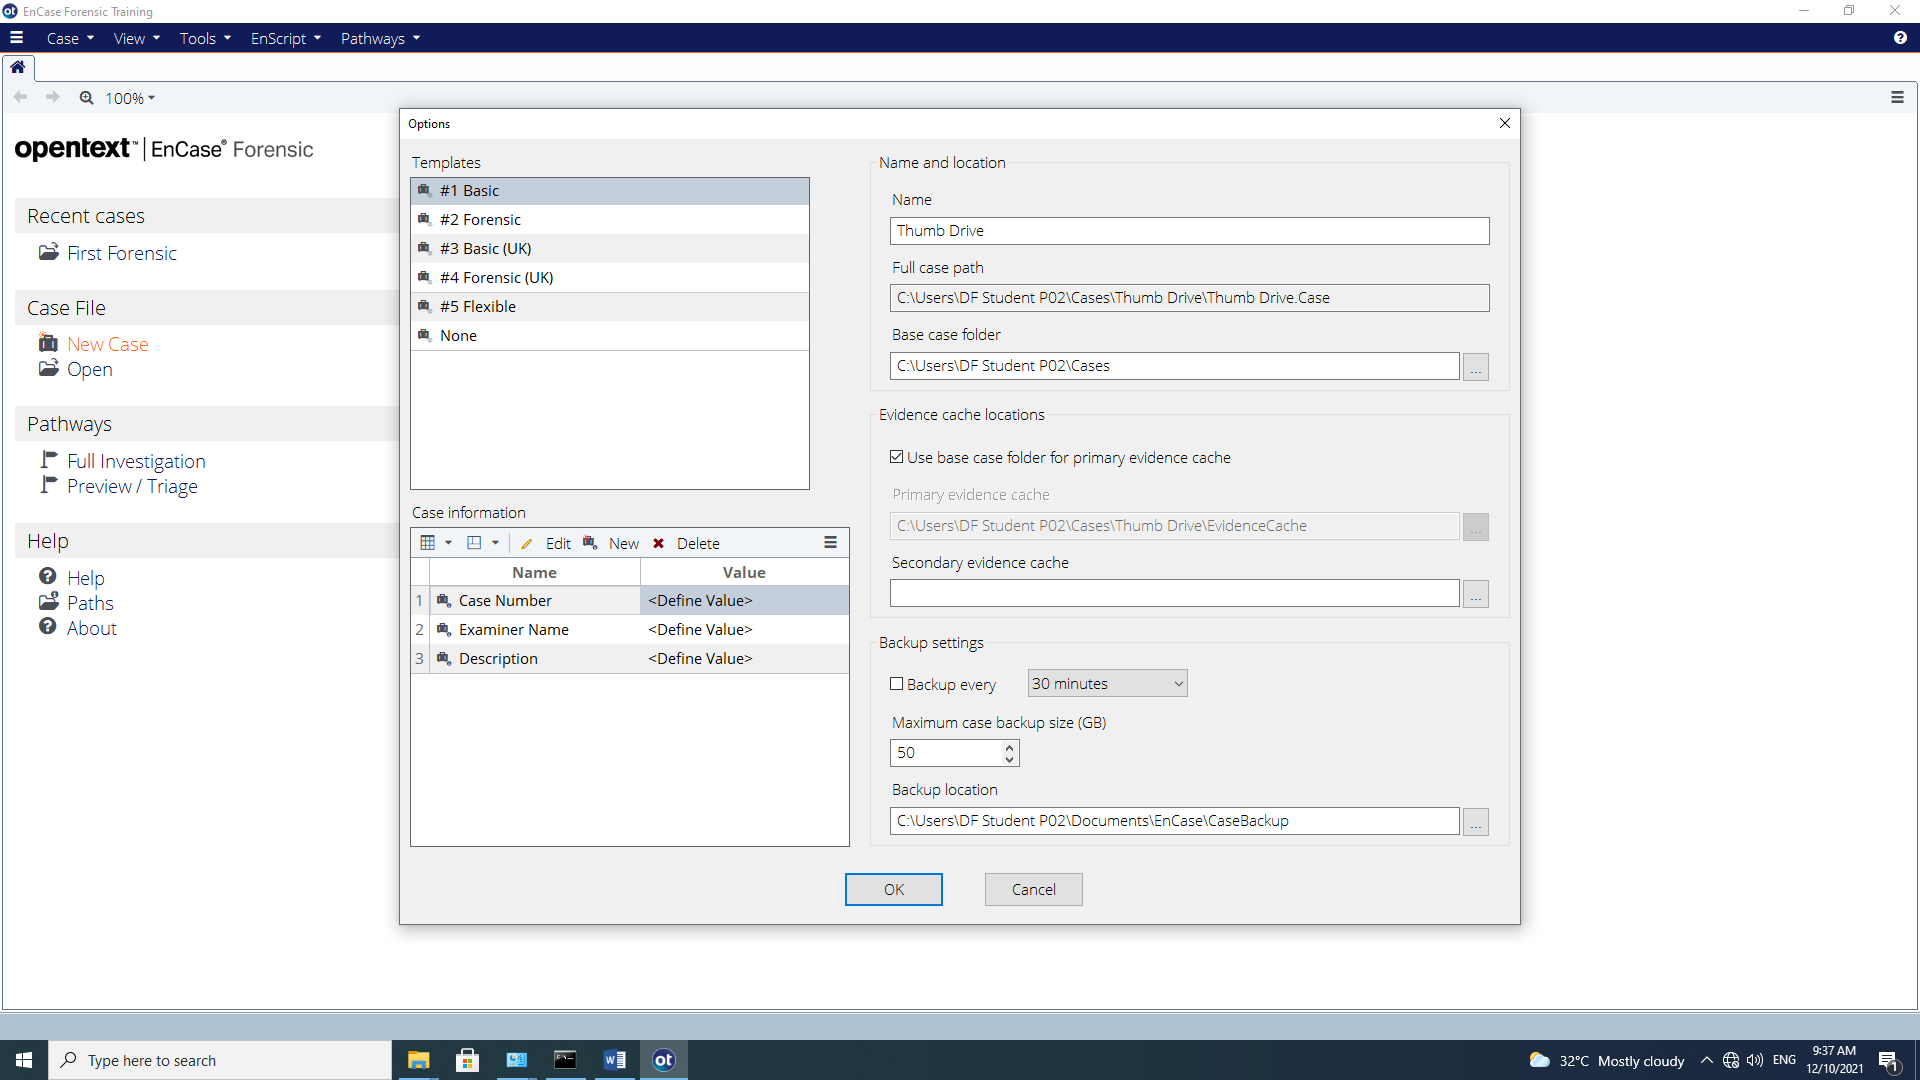 EnCase Forensic Training
Case View Tools EnScript Pathways
100%
opentext™ | EnCase® Forensic
Recent cases
First Forensic
Case File
New Case
Open
Pathways
Full Investigation
Preview / Triage
Help
Help
Paths
About
Options
Templates
#1 Basic
#2 Forensic
#3 Basic (UK)
#4 Forensic (UK)
#5 Flexible
None
Case information
Edit New Delete
Name Value
1 Case Number <Define Value>
2 Examiner Name <Define Value>
3 Description <Define Value>
Name and location
Name
Thumb Drive
Full case path
C:\Users\DF Student P02\Cases\Thumb Drive\Thumb Drive.Case
Base case folder
C:\Users\DF Student P02\Cases
...
Evidence cache locations
Use base case folder for primary evidence cache
Primary evidence cache
C:\Users\DF Student P02\Cases\Thumb Drive\EvidenceCache
...
Secondary evidence cache
...
Backup settings
Backup every 30 minutes
Maximum case backup size (GB)
50
Backup location
C:\Users\DF Student P02\Documents\EnCase\CaseBackup
...
OK Cancel
Type here to search
32°C Mostly cloudy
ENG
9:37 AM
12/10/2021
1